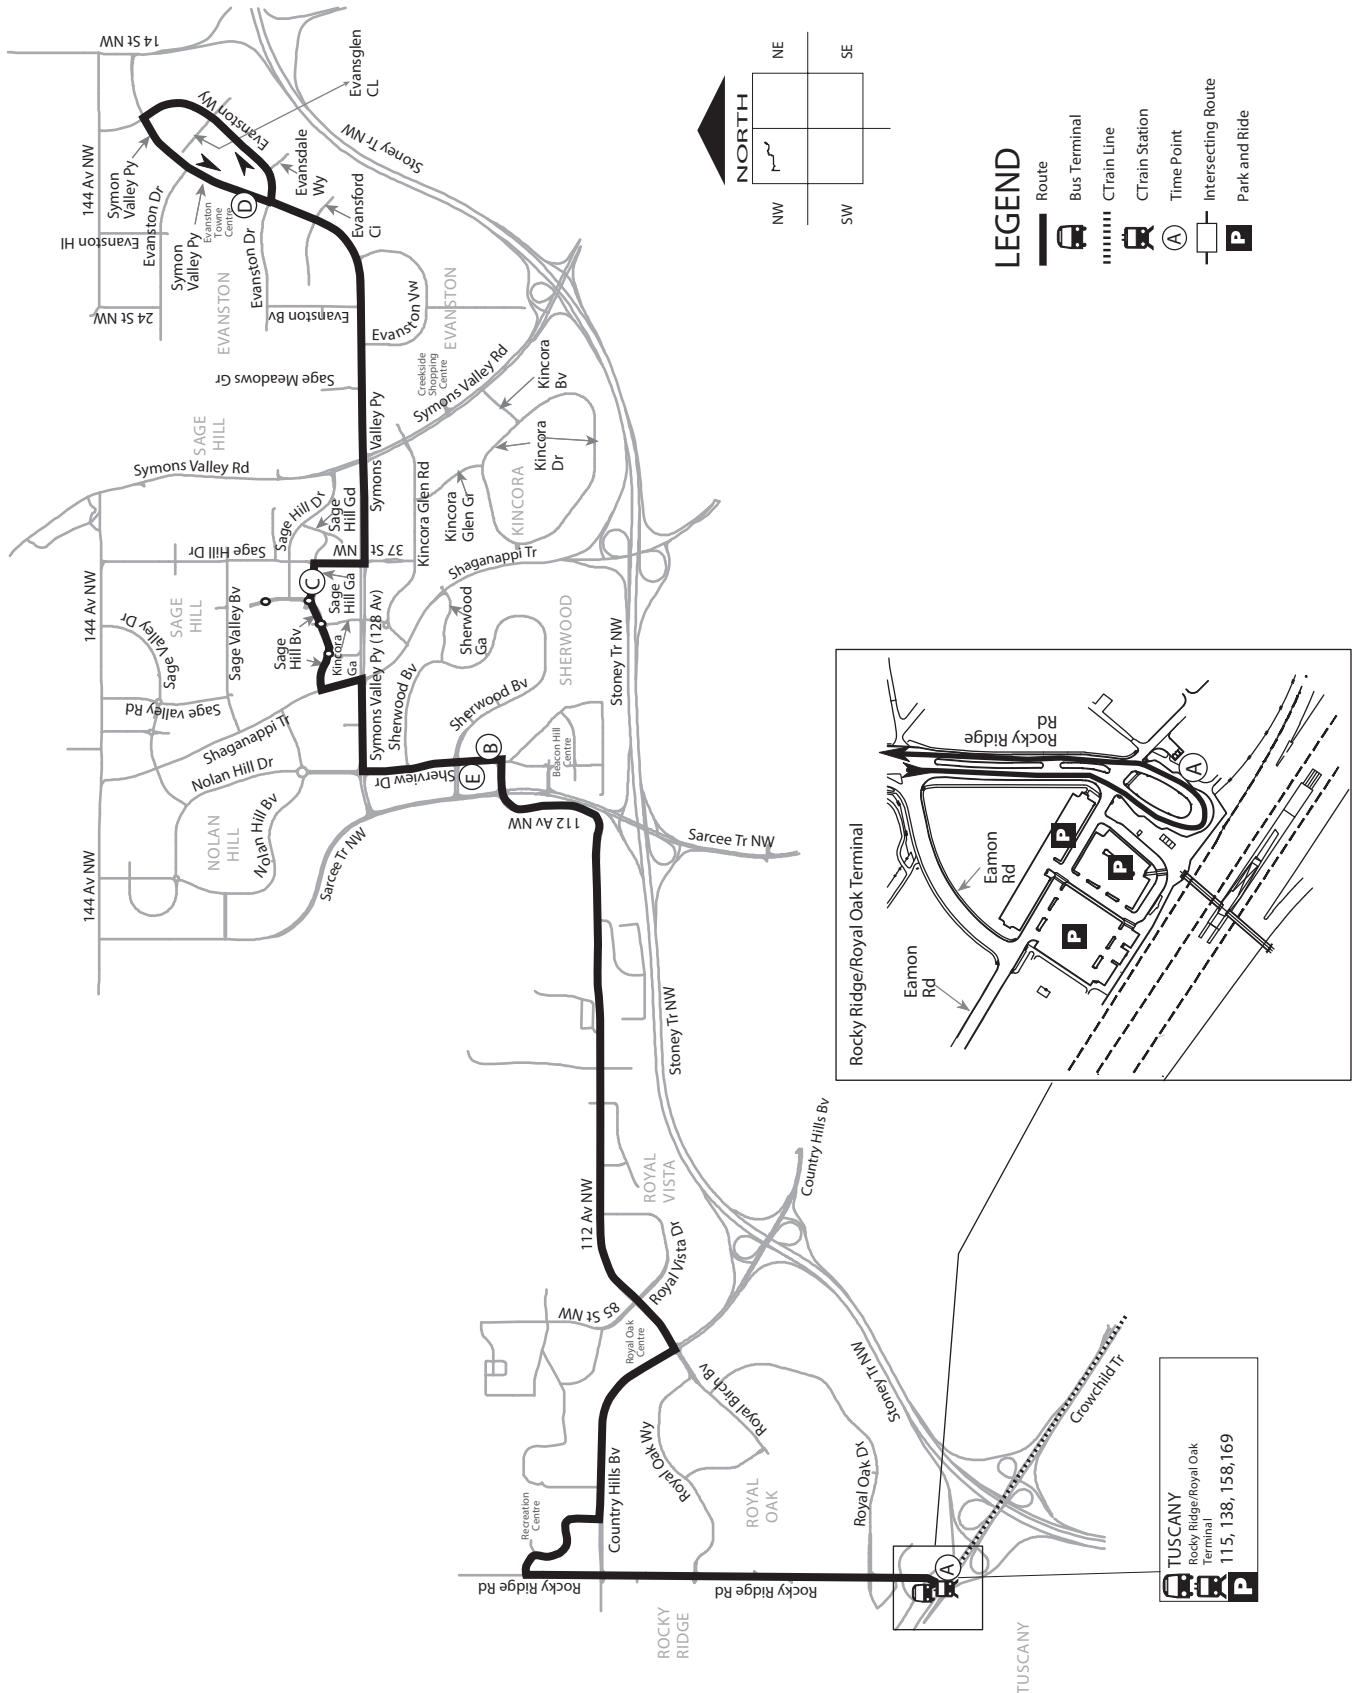 144 Av NW
14 St NW
Symon
Valley Py
Evanston Dr
Evanston Hl
Symon
Valley Py
Evanston
Towne
Centre
D
Evanston Wy
Evansglen
CL
Evansdale
Wy
Evansford
Ci
Stoney Tr NW
24 St NW
EVANSTON
Evanston Dr
Evanston Bv
Evanston Vw
EVANSTON
Sage Meadows Gr
Creekside
Shopping
Centre
Symons Valley Rd
SAGE
HILL
Symons Valley Rd
Symons Valley Py
Kincora
Bv
Kincora
Dr
KINCORA
Kincora
Glen Gr
Kincora Glen Rd
Sage Hill Dr
Sage
Hill Gd
Sage Hill Dr
37 St NW
C
Sage
Hill Ga
144 Av NW
Sage Valley Dr
SAGE
HILL
Sage Valley Bv
Sage
Hill Bv
Kincora
Ga
Symons Valley Py (128 Av)
Shaganappi Tr
Sherwood
Ga
SHERWOOD
Sherwood Bv
Sherwood Bv
Stoney Tr NW
Sage valley Rd
Shaganappi Tr
Nolan Hill Dr
Nolan Hill Bv
NOLAN
HILL
144 Av NW
Sarcee Tr NW
Sherview Dr
E
B
Beacon Hill
Centre
112 Av NW
Sarcee Tr NW
Stoney Tr NW
112 Av NW
ROYAL
VISTA
Royal Vista Dr
85 St NW
Royal Oak
Centre
Country Hills Bv
Royal Birch Bv
Royal Oak Wy
ROYAL
OAK
Royal Oak Dr
Stoney Tr NW
Crowchild Tr
Recreation
Centre
Country Hills Bv
Rocky Ridge Rd
Rocky Ridge Rd
ROCKY
RIDGE
A
TUSCANY
TUSCANY
Rocky Ridge/Royal Oak
Terminal
115, 138, 158,169
P
Rocky Ridge/Royal Oak Terminal
Eamon
Rd
Eamon
Rd
Rocky Ridge
Rd
P
P
P
A
NORTH
NW
NE
SW
SE
LEGEND
Route
Bus Terminal
CTrain Line
CTrain Station
A Time Point
Intersecting Route
P Park and Ride